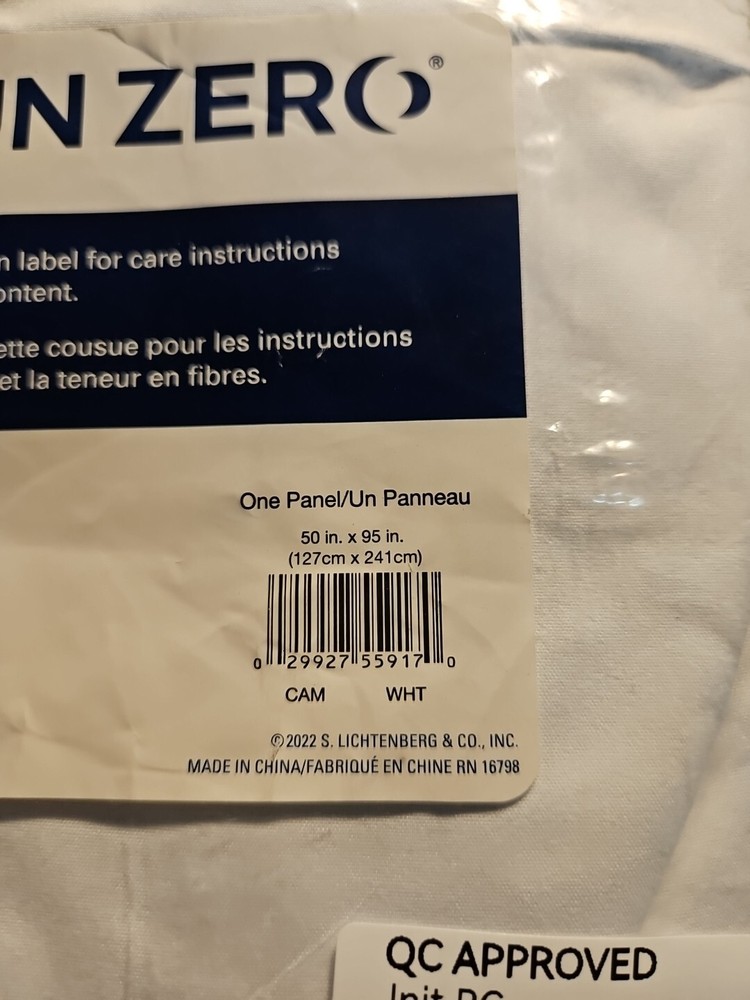 UN ZERO®
n label for care instructions
ontent.
ette cousue pour les instructions
et la teneur en fibres.
One Panel/Un Panneau
50 in. x 95 in.
(127cm x 241cm)
0 29927 55917 0
CAM WHT
©2022 S. LICHTENBERG & CO., INC.
MADE IN CHINA/FABRIQUÉ EN CHINE RN 16798
QC APPROVED